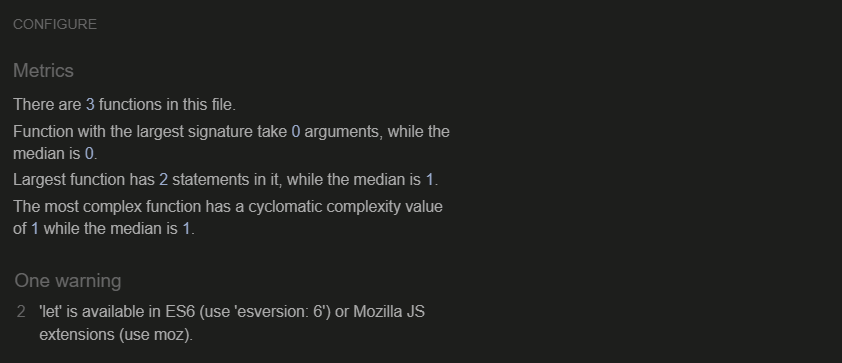 CONFIGURE
Metrics
There are 3 functions in this file.
Function with the largest signature take 0 arguments, while the
median is 0.
Largest function has 2 statements in it, while the median is 1.
The most complex function has a cyclomatic complexity value
of 1 while the median is 1.
One warning
2 'let' is available in ES6 (use 'esversion: 6') or Mozilla JS
extensions (use moz).